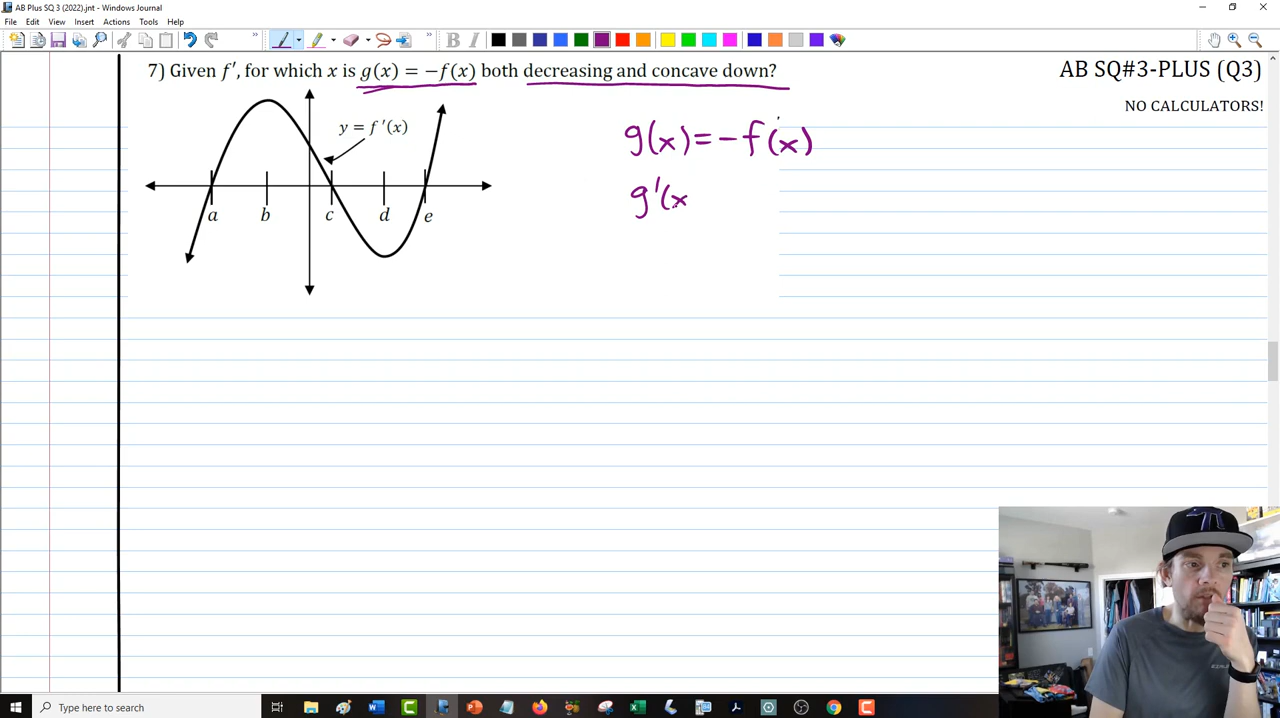 AB Plus SQ 3 (2022).jnt - Windows Journal
File Edit View Insert Actions Tools Help
7) Given f′, for which x is g(x) = −f(x) both decreasing and concave down?
AB SQ#3-PLUS (Q3)
NO CALCULATORS!
y = f ′(x)
a b c d e
g(x) = −f(x)
g′(x
Type here to search